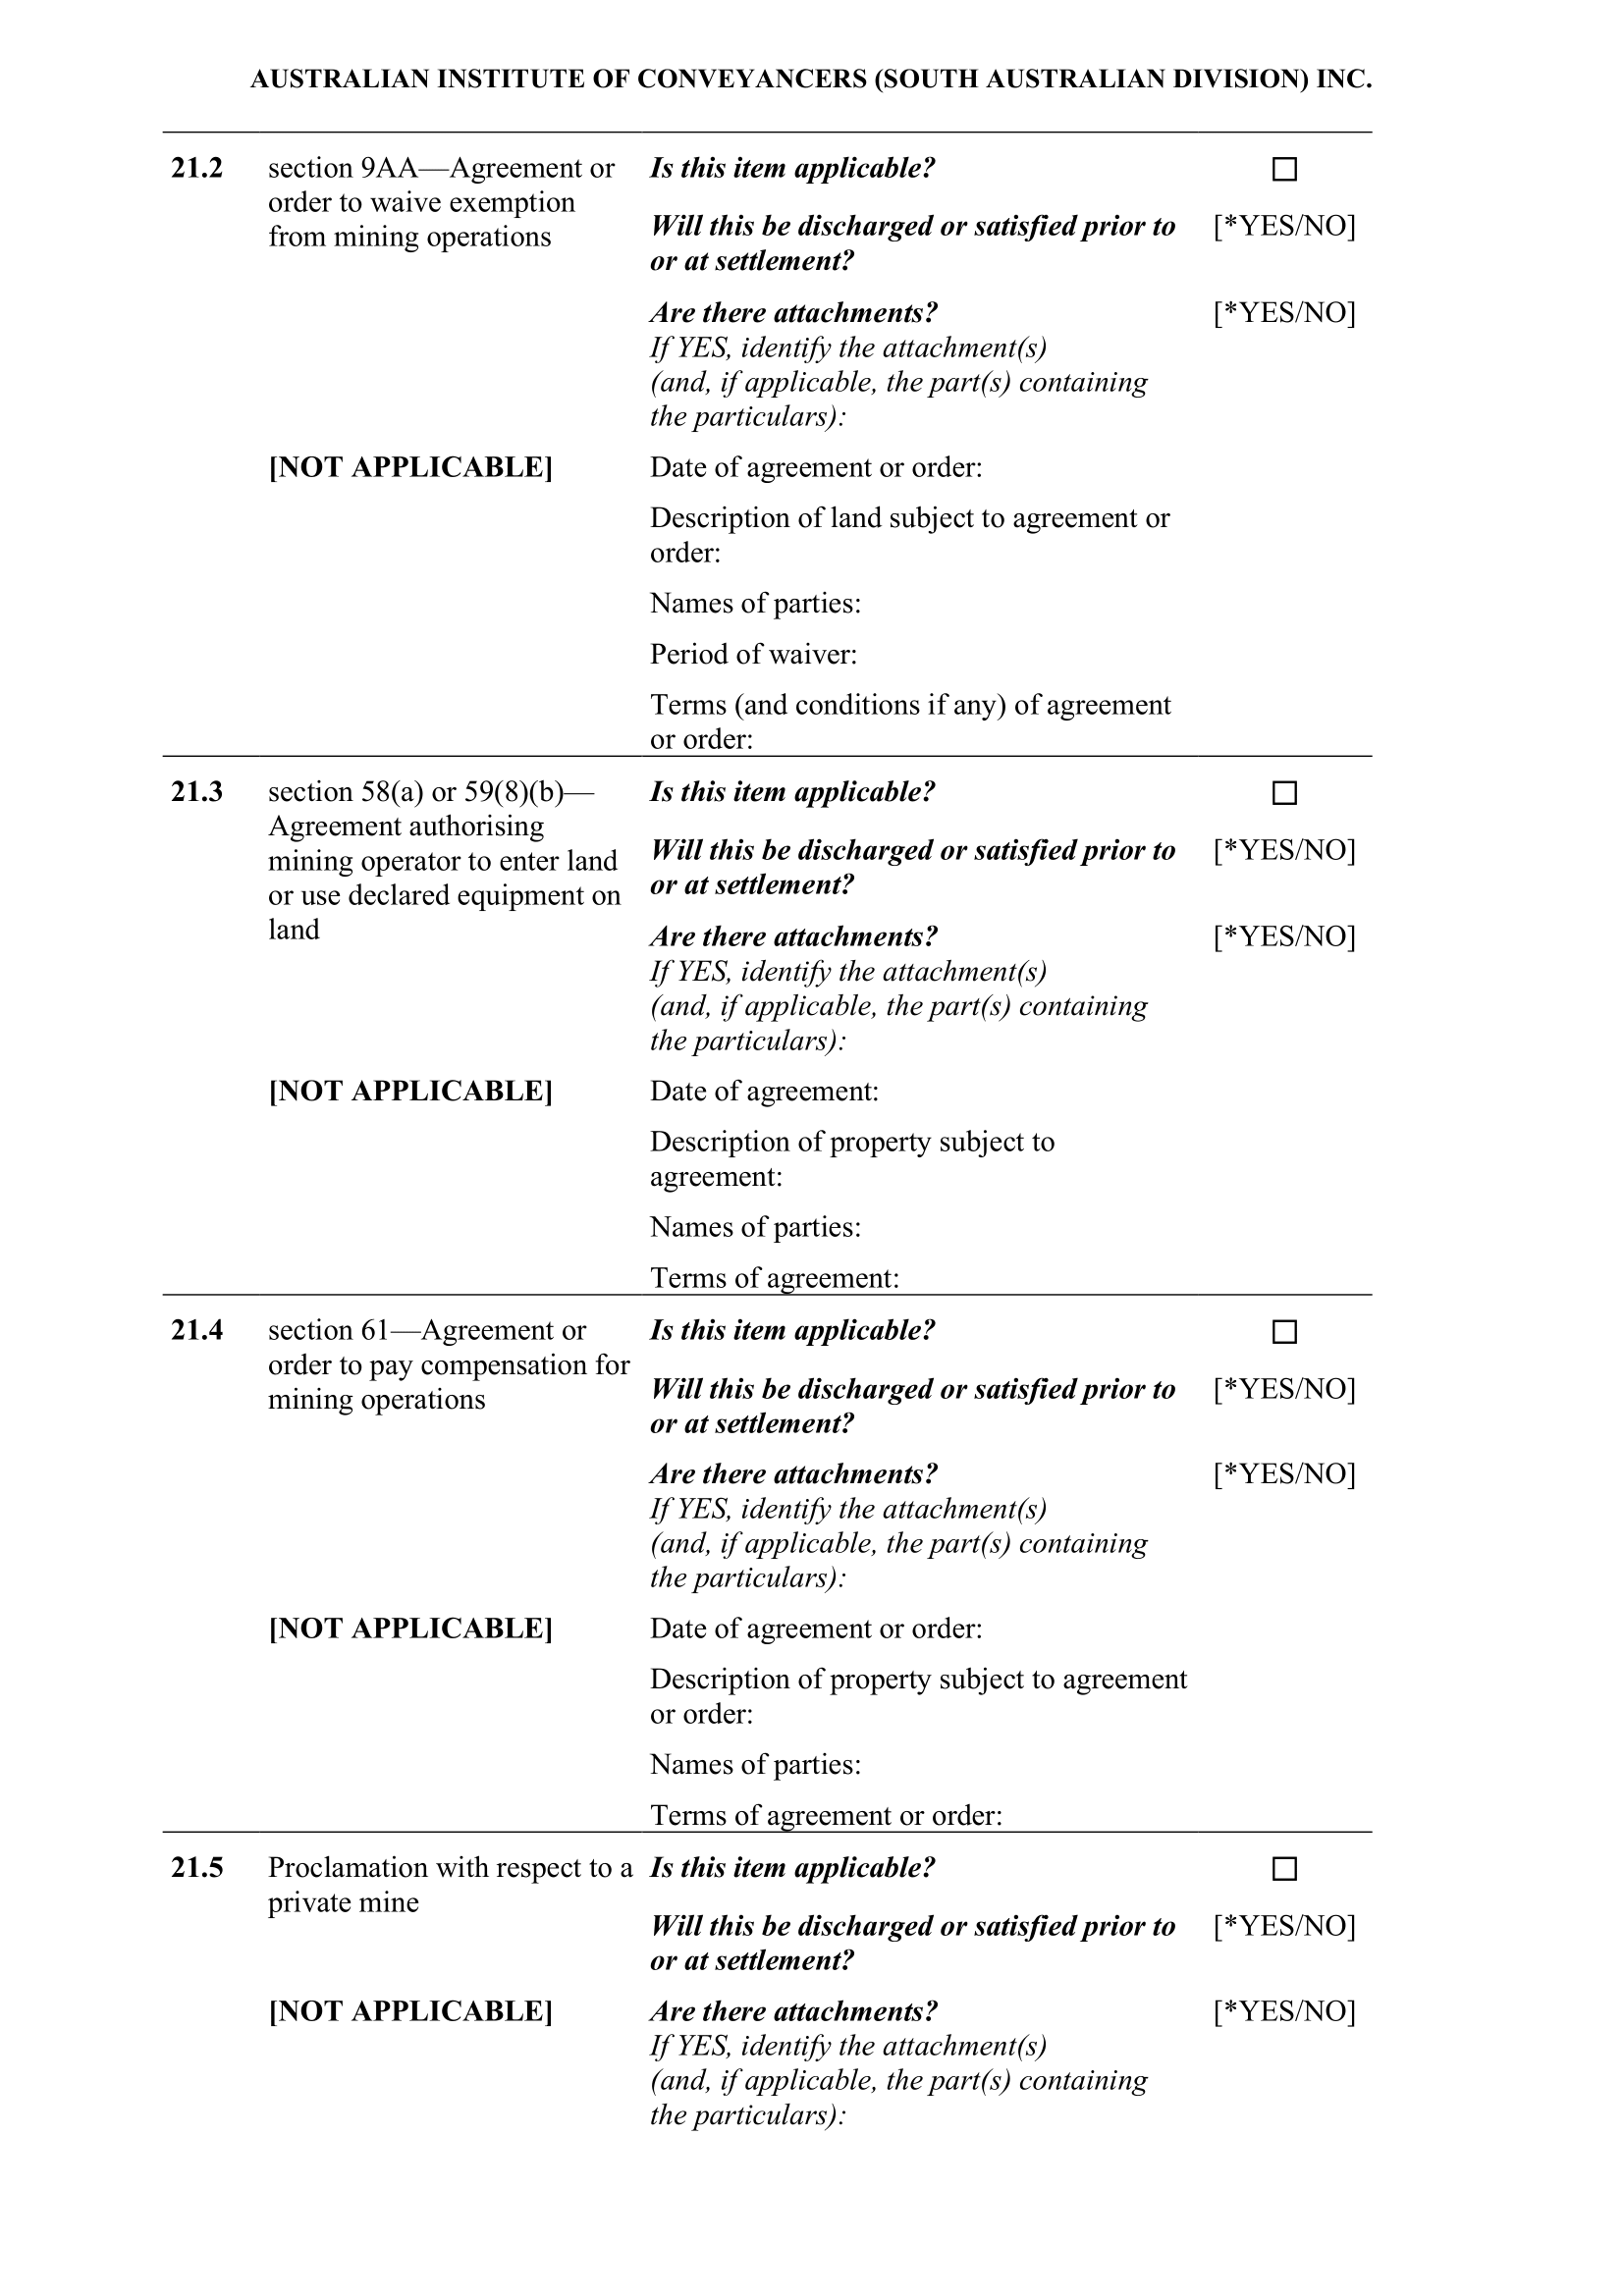 AUSTRALIAN INSTITUTE OF CONVEYANCERS (SOUTH AUSTRALIAN DIVISION) INC.
21.2 section 9AA—Agreement or Is this item applicable? ☐
order to waive exemption
from mining operations
Will this be discharged or satisfied prior to [*YES/NO]
or at settlement?
Are there attachments? [*YES/NO]
If YES, identify the attachment(s)
(and, if applicable, the part(s) containing
the particulars):
[NOT APPLICABLE] Date of agreement or order:
Description of land subject to agreement or
order:
Names of parties:
Period of waiver:
Terms (and conditions if any) of agreement
or order:
21.3 section 58(a) or 59(8)(b)— Is this item applicable? ☐
Agreement authorising
mining operator to enter land
or use declared equipment on
land
Will this be discharged or satisfied prior to [*YES/NO]
or at settlement?
Are there attachments? [*YES/NO]
If YES, identify the attachment(s)
(and, if applicable, the part(s) containing
the particulars):
[NOT APPLICABLE] Date of agreement:
Description of property subject to
agreement:
Names of parties:
Terms of agreement:
21.4 section 61—Agreement or Is this item applicable? ☐
order to pay compensation for
mining operations
Will this be discharged or satisfied prior to [*YES/NO]
or at settlement?
Are there attachments? [*YES/NO]
If YES, identify the attachment(s)
(and, if applicable, the part(s) containing
the particulars):
[NOT APPLICABLE] Date of agreement or order:
Description of property subject to agreement
or order:
Names of parties:
Terms of agreement or order:
21.5 Proclamation with respect to a Is this item applicable? ☐
private mine
Will this be discharged or satisfied prior to [*YES/NO]
or at settlement?
[NOT APPLICABLE] Are there attachments? [*YES/NO]
If YES, identify the attachment(s)
(and, if applicable, the part(s) containing
the particulars):